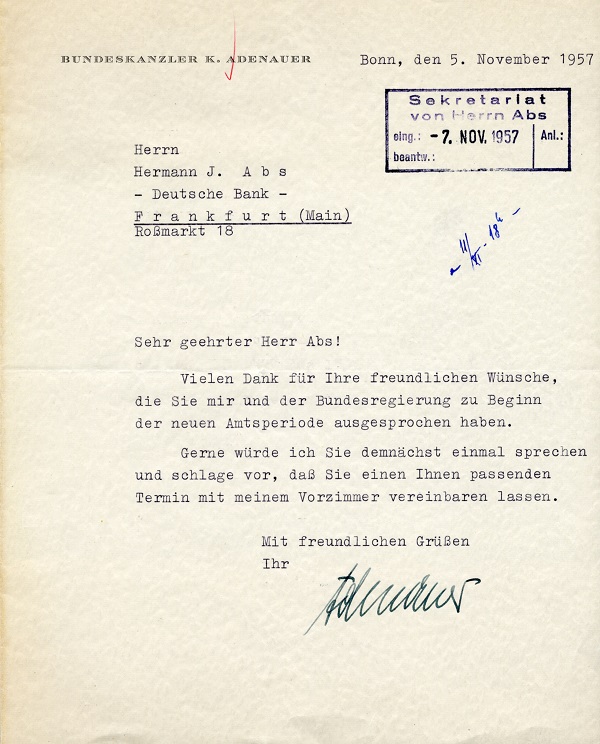 BUNDESKANZLER K. ADENAUER
Bonn, den 5. November 1957
Sekretariat
von Herrn Abs
eing.: -7. NOV. 1957 Anl.:
beantw.:
Herrn
Hermann J. A b s
- Deutsche Bank -
F r a n k f u r t (Main)
Roßmarkt 18
11/XI. 18h -
Sehr geehrter Herr Abs!
Vielen Dank für Ihre freundlichen Wünsche,
die Sie mir und der Bundesregierung zu Beginn
der neuen Amtsperiode ausgesprochen haben.
Gerne würde ich Sie demnächst einmal sprechen
und schlage vor, daß Sie einen Ihnen passenden
Termin mit meinem Vorzimmer vereinbaren lassen.
Mit freundlichen Grüßen
Ihr
Adenauer